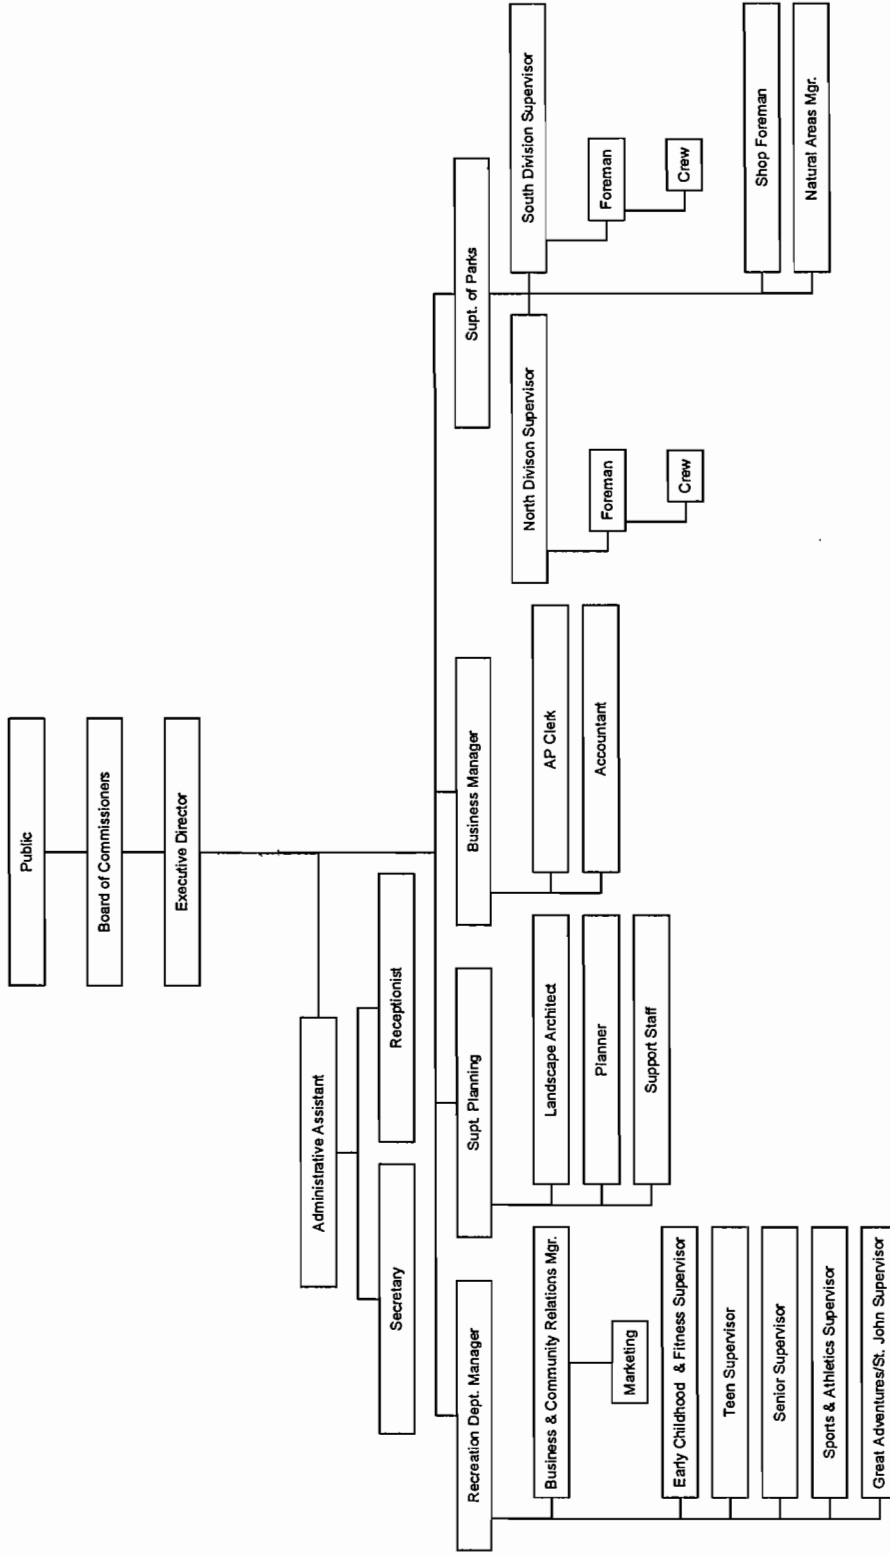 Public
Board of Commissioners
Executive Director
Administrative Assistant
Secretary
Receptionist
Recreation Dept. Manager
Supt. Planning
Business Manager
Supt. of Parks
Business & Community Relations Mgr.
Marketing
Early Childhood & Fitness Supervisor
Teen Supervisor
Senior Supervisor
Sports & Athletics Supervisor
Great Adventures/St. John Supervisor
Landscape Architect
Planner
Support Staff
AP Clerk
Accountant
North Divison Supervisor
Foreman
Crew
South Division Supervisor
Foreman
Crew
Shop Foreman
Natural Areas Mgr.